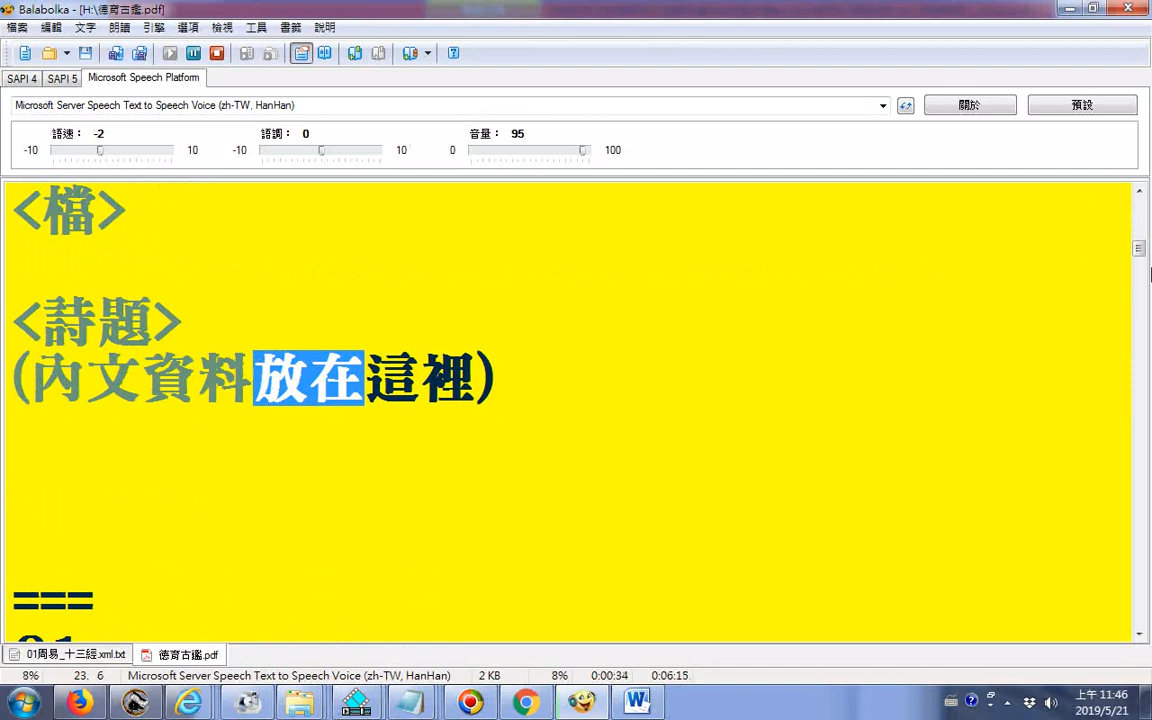 Balabolka - [H:\德育古鑑.pdf]
檔案 編輯 文字 朗讀 引擎 選項 檢視 工具 書籤 說明
SAPI 4 SAPI 5 Microsoft Speech Platform
Microsoft Server Speech Text to Speech Voice (zh-TW, HanHan)
關於 預設
語速： -2 語調： 0 音量： 95
-10 10 -10 10 0 100
<檔>
<詩題>
(內文資料放在這裡)
===
01周易_十三經.xml.txt 德育古鑑.pdf
8% 23. 6 Microsoft Server Speech Text to Speech Voice (zh-TW, HanHan) 2 KB 8% 0:00:34 0:06:15
上午 11:46
2019/5/21